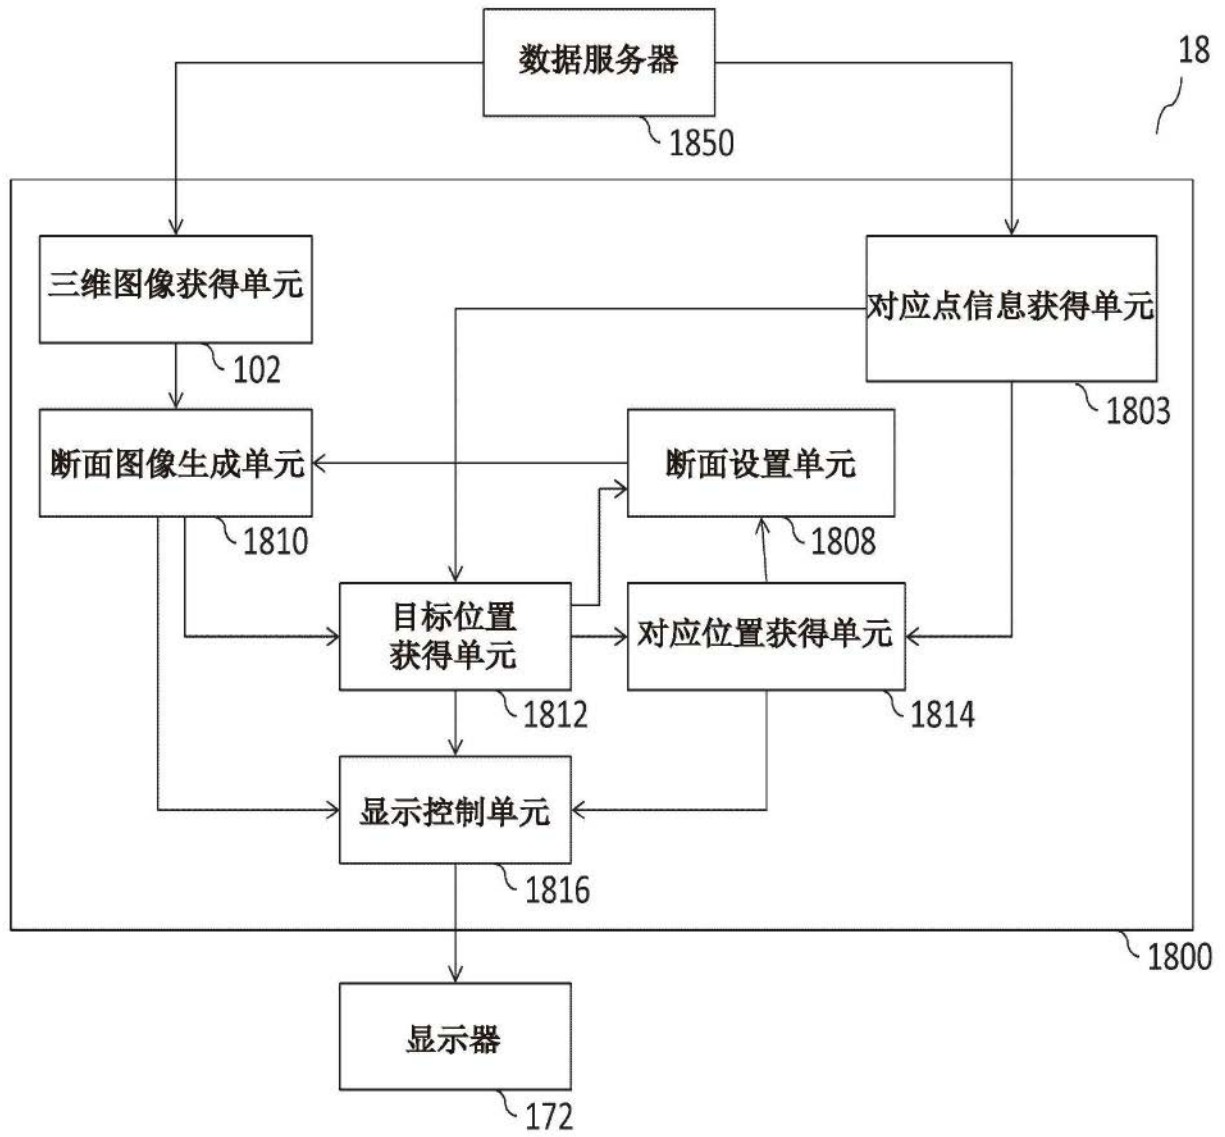 数据服务器
18
1850
三维图像获得单元
102
对应点信息获得单元
1803
断面图像生成单元
1810
断面设置单元
1808
目标位置
获得单元
1812
对应位置获得单元
1814
显示控制单元
1816
1800
显示器
172